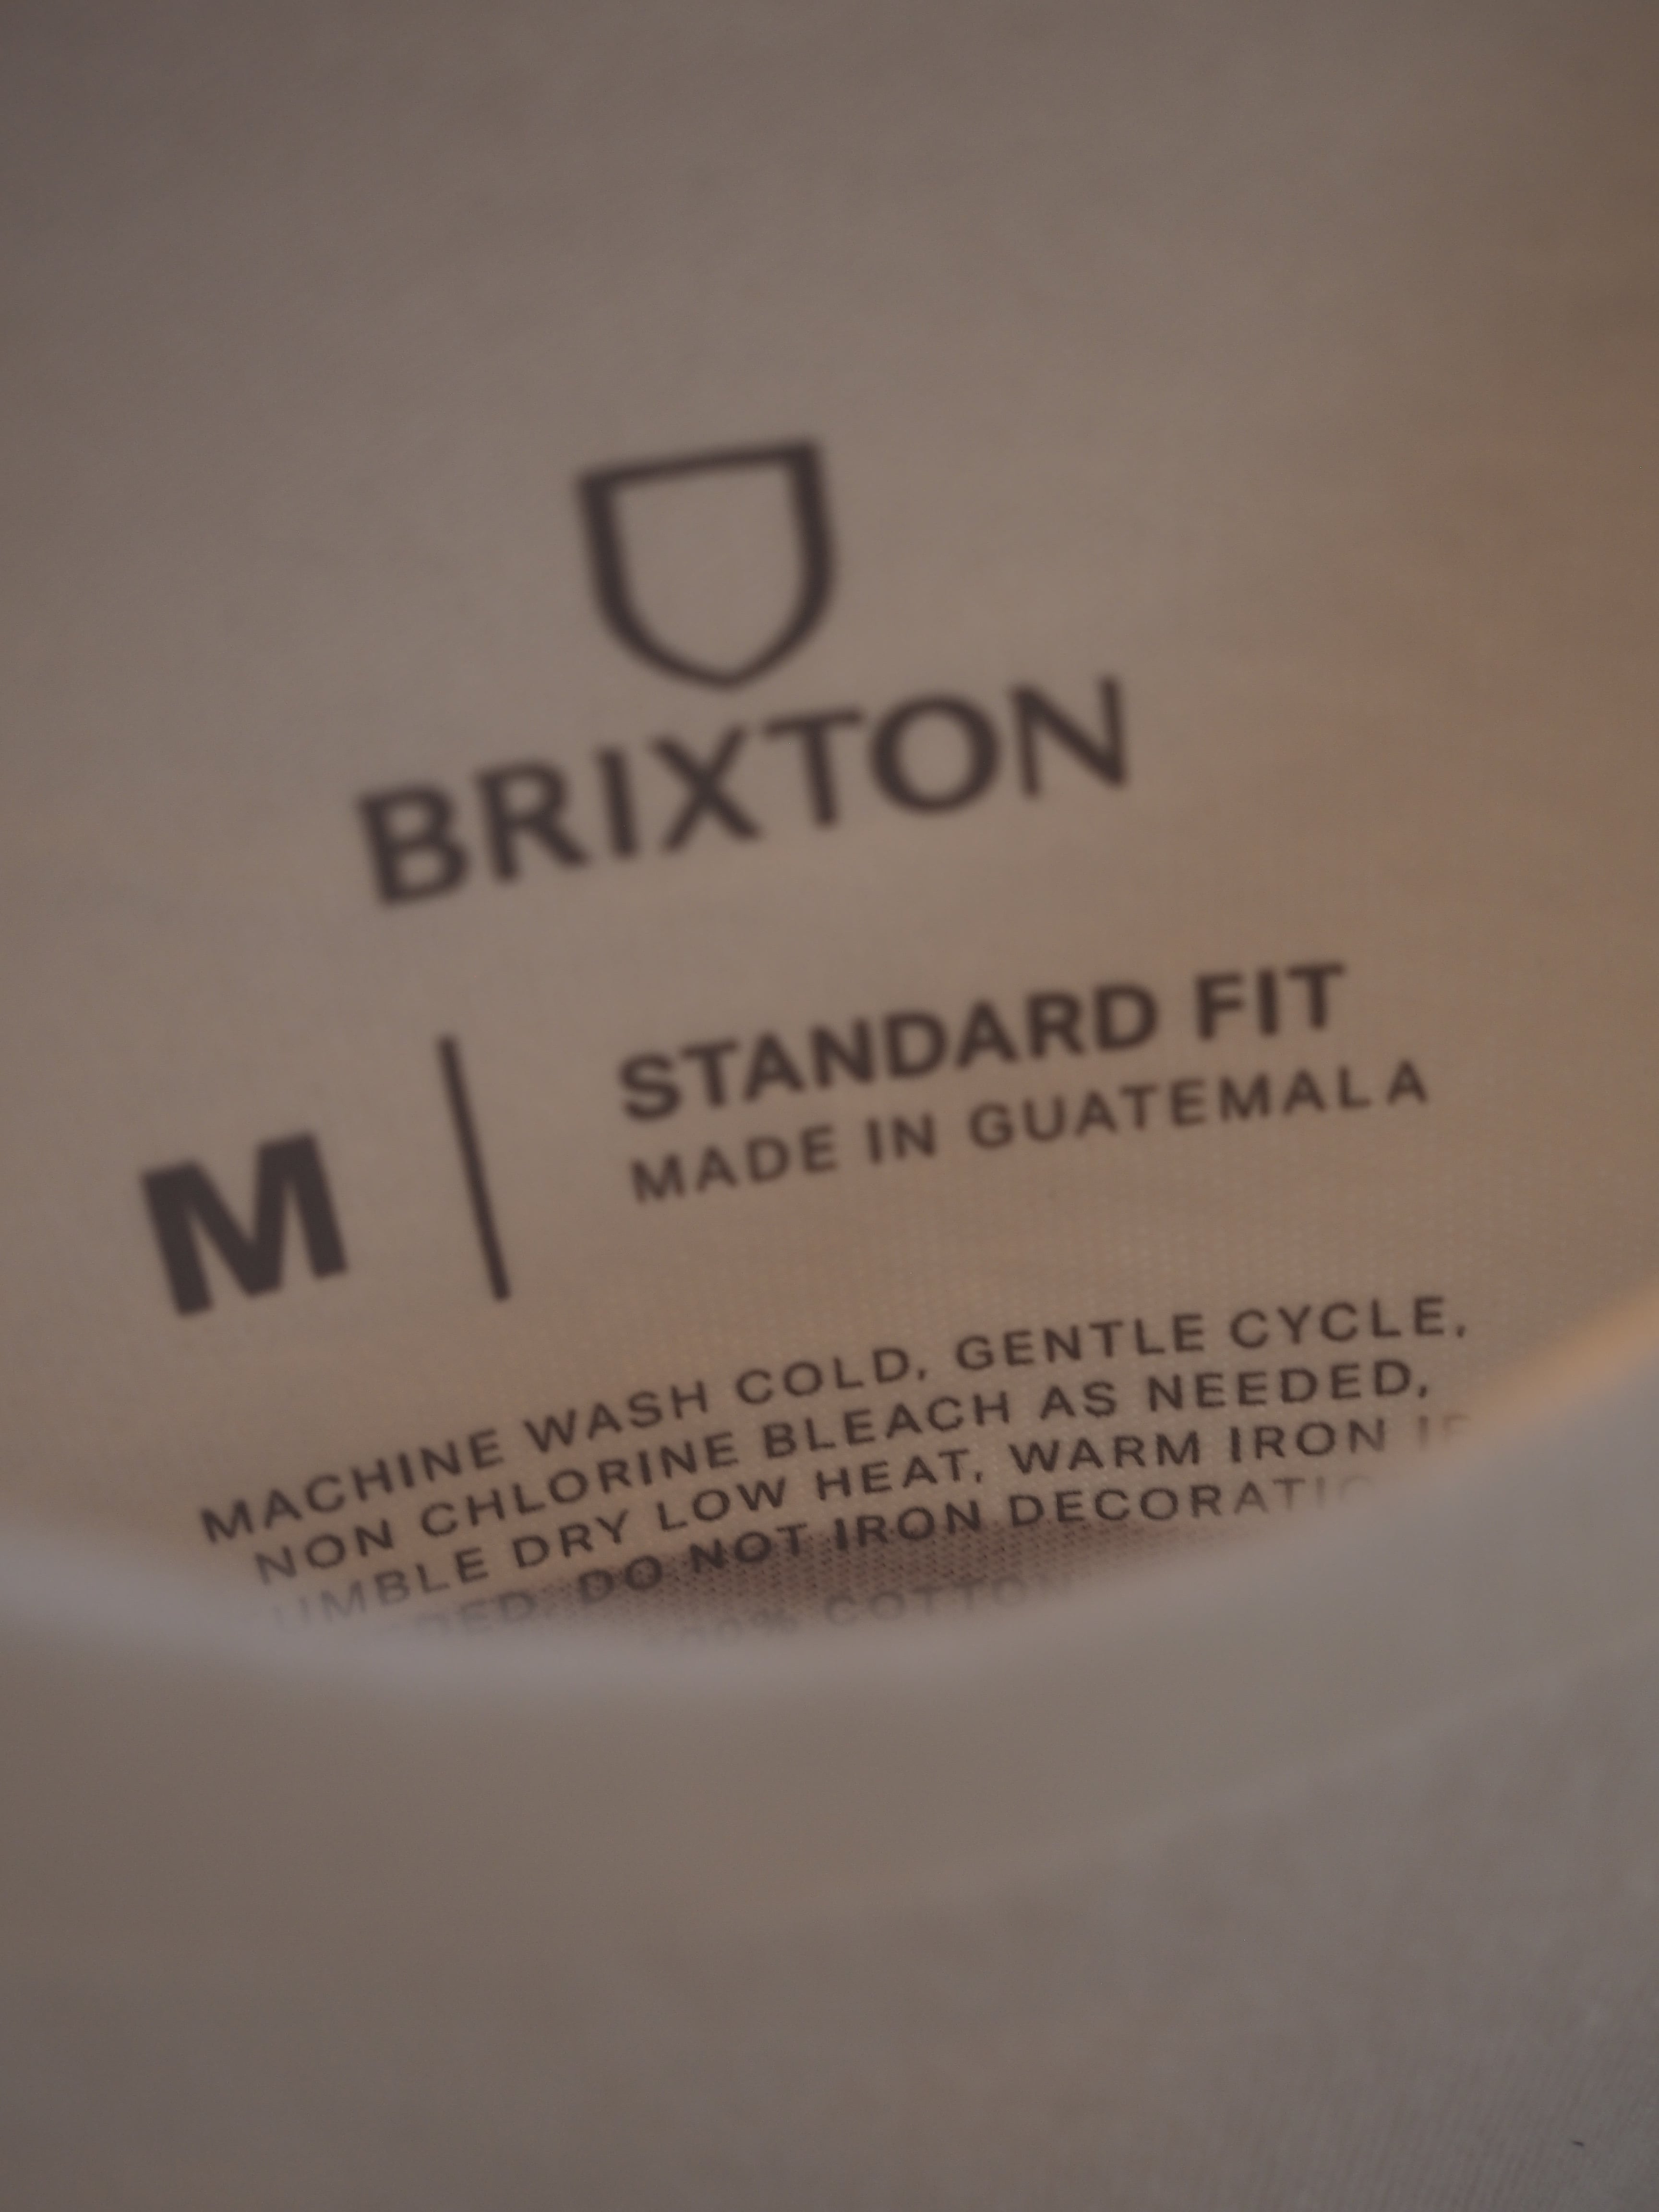 BRIXTON
M
STANDARD FIT
MADE IN GUATEMALA
MACHINE WASH COLD, GENTLE CYCLE,
NON CHLORINE BLEACH AS NEEDED,
DRY LOW HEAT, WARM IRON
DO NOT IRON
COTTON